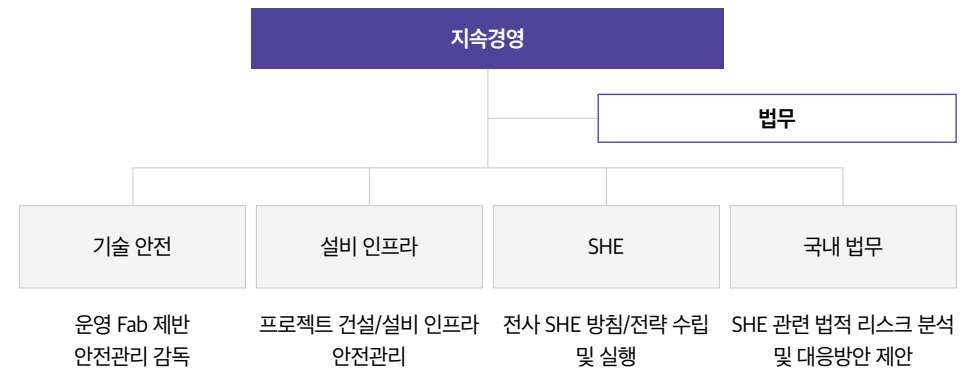 지속경영
법무
기술 안전
설비 인프라
SHE
국내 법무
운영 Fab 제반
안전관리 감독
프로젝트 건설/설비 인프라
안전관리
전사 SHE 방침/전략 수립
및 실행
SHE 관련 법적 리스크 분석
및 대응방안 제안